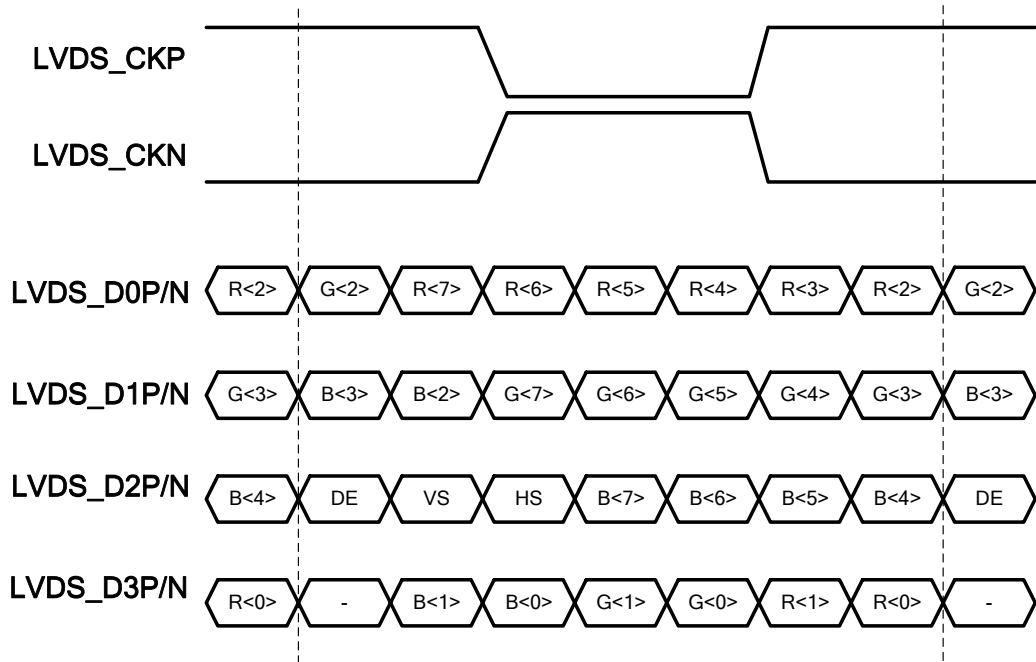 LVDS_CKP
LVDS_CKN
LVDS_D0P/N R<2> G<2> R<7> R<6> R<5> R<4> R<3> R<2> G<2>
LVDS_D1P/N G<3> B<3> B<2> G<7> G<6> G<5> G<4> G<3> B<3>
LVDS_D2P/N B<4> DE VS HS B<7> B<6> B<5> B<4> DE
LVDS_D3P/N R<0> - B<1> B<0> G<1> G<0> R<1> R<0> -